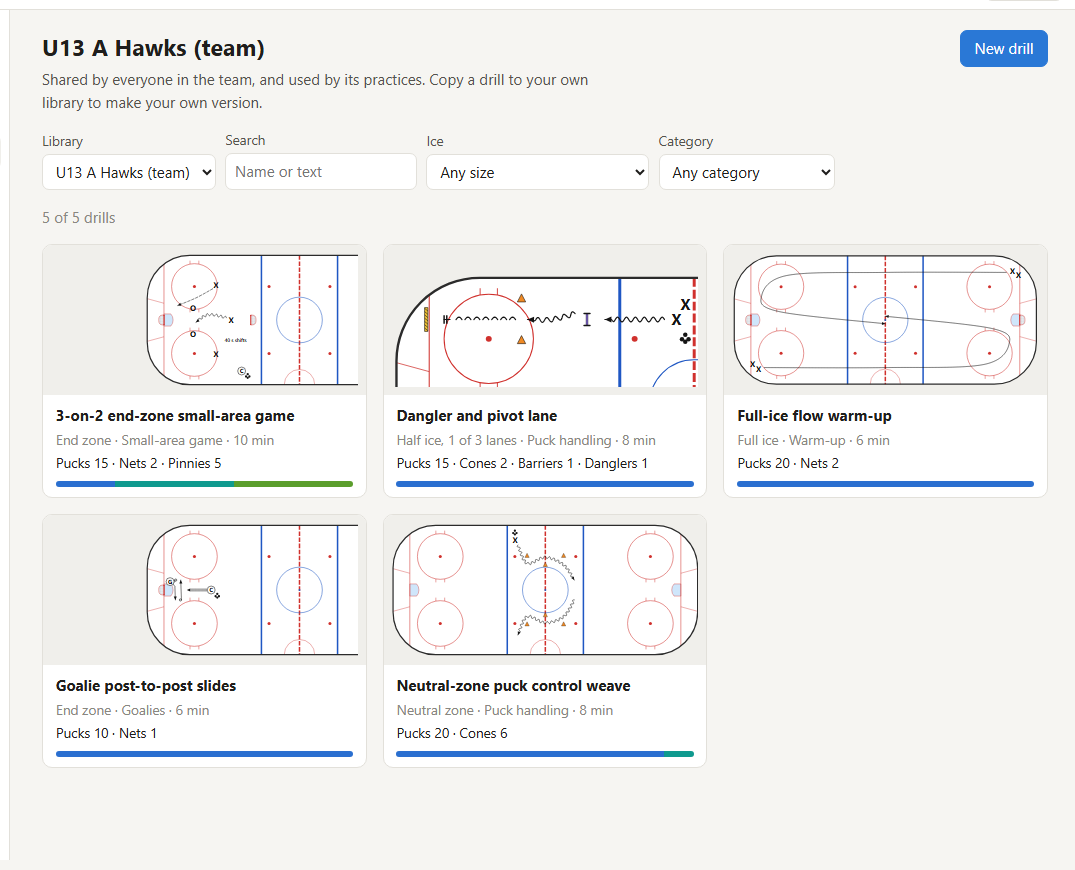 U13 A Hawks (team)
New drill
Shared by everyone in the team, and used by its practices. Copy a drill to your own
library to make your own version.
Library
Search
Ice
Category
U13 A Hawks (team)
Name or text
Any size
Any category
5 of 5 drills
X
O
X
O
X
40 s shifts
C
3-on-2 end-zone small-area game
End zone · Small-area game · 10 min
Pucks 15 · Nets 2 · Pinnies 5
X
X
Dangler and pivot lane
Half ice, 1 of 3 lanes · Puck handling · 8 min
Pucks 15 · Cones 2 · Barriers 1 · Danglers 1
X
X
X
X
Full-ice flow warm-up
Full ice · Warm-up · 6 min
Pucks 20 · Nets 2
G
C
Goalie post-to-post slides
End zone · Goalies · 6 min
Pucks 10 · Nets 1
X
Neutral-zone puck control weave
Neutral zone · Puck handling · 8 min
Pucks 20 · Cones 6